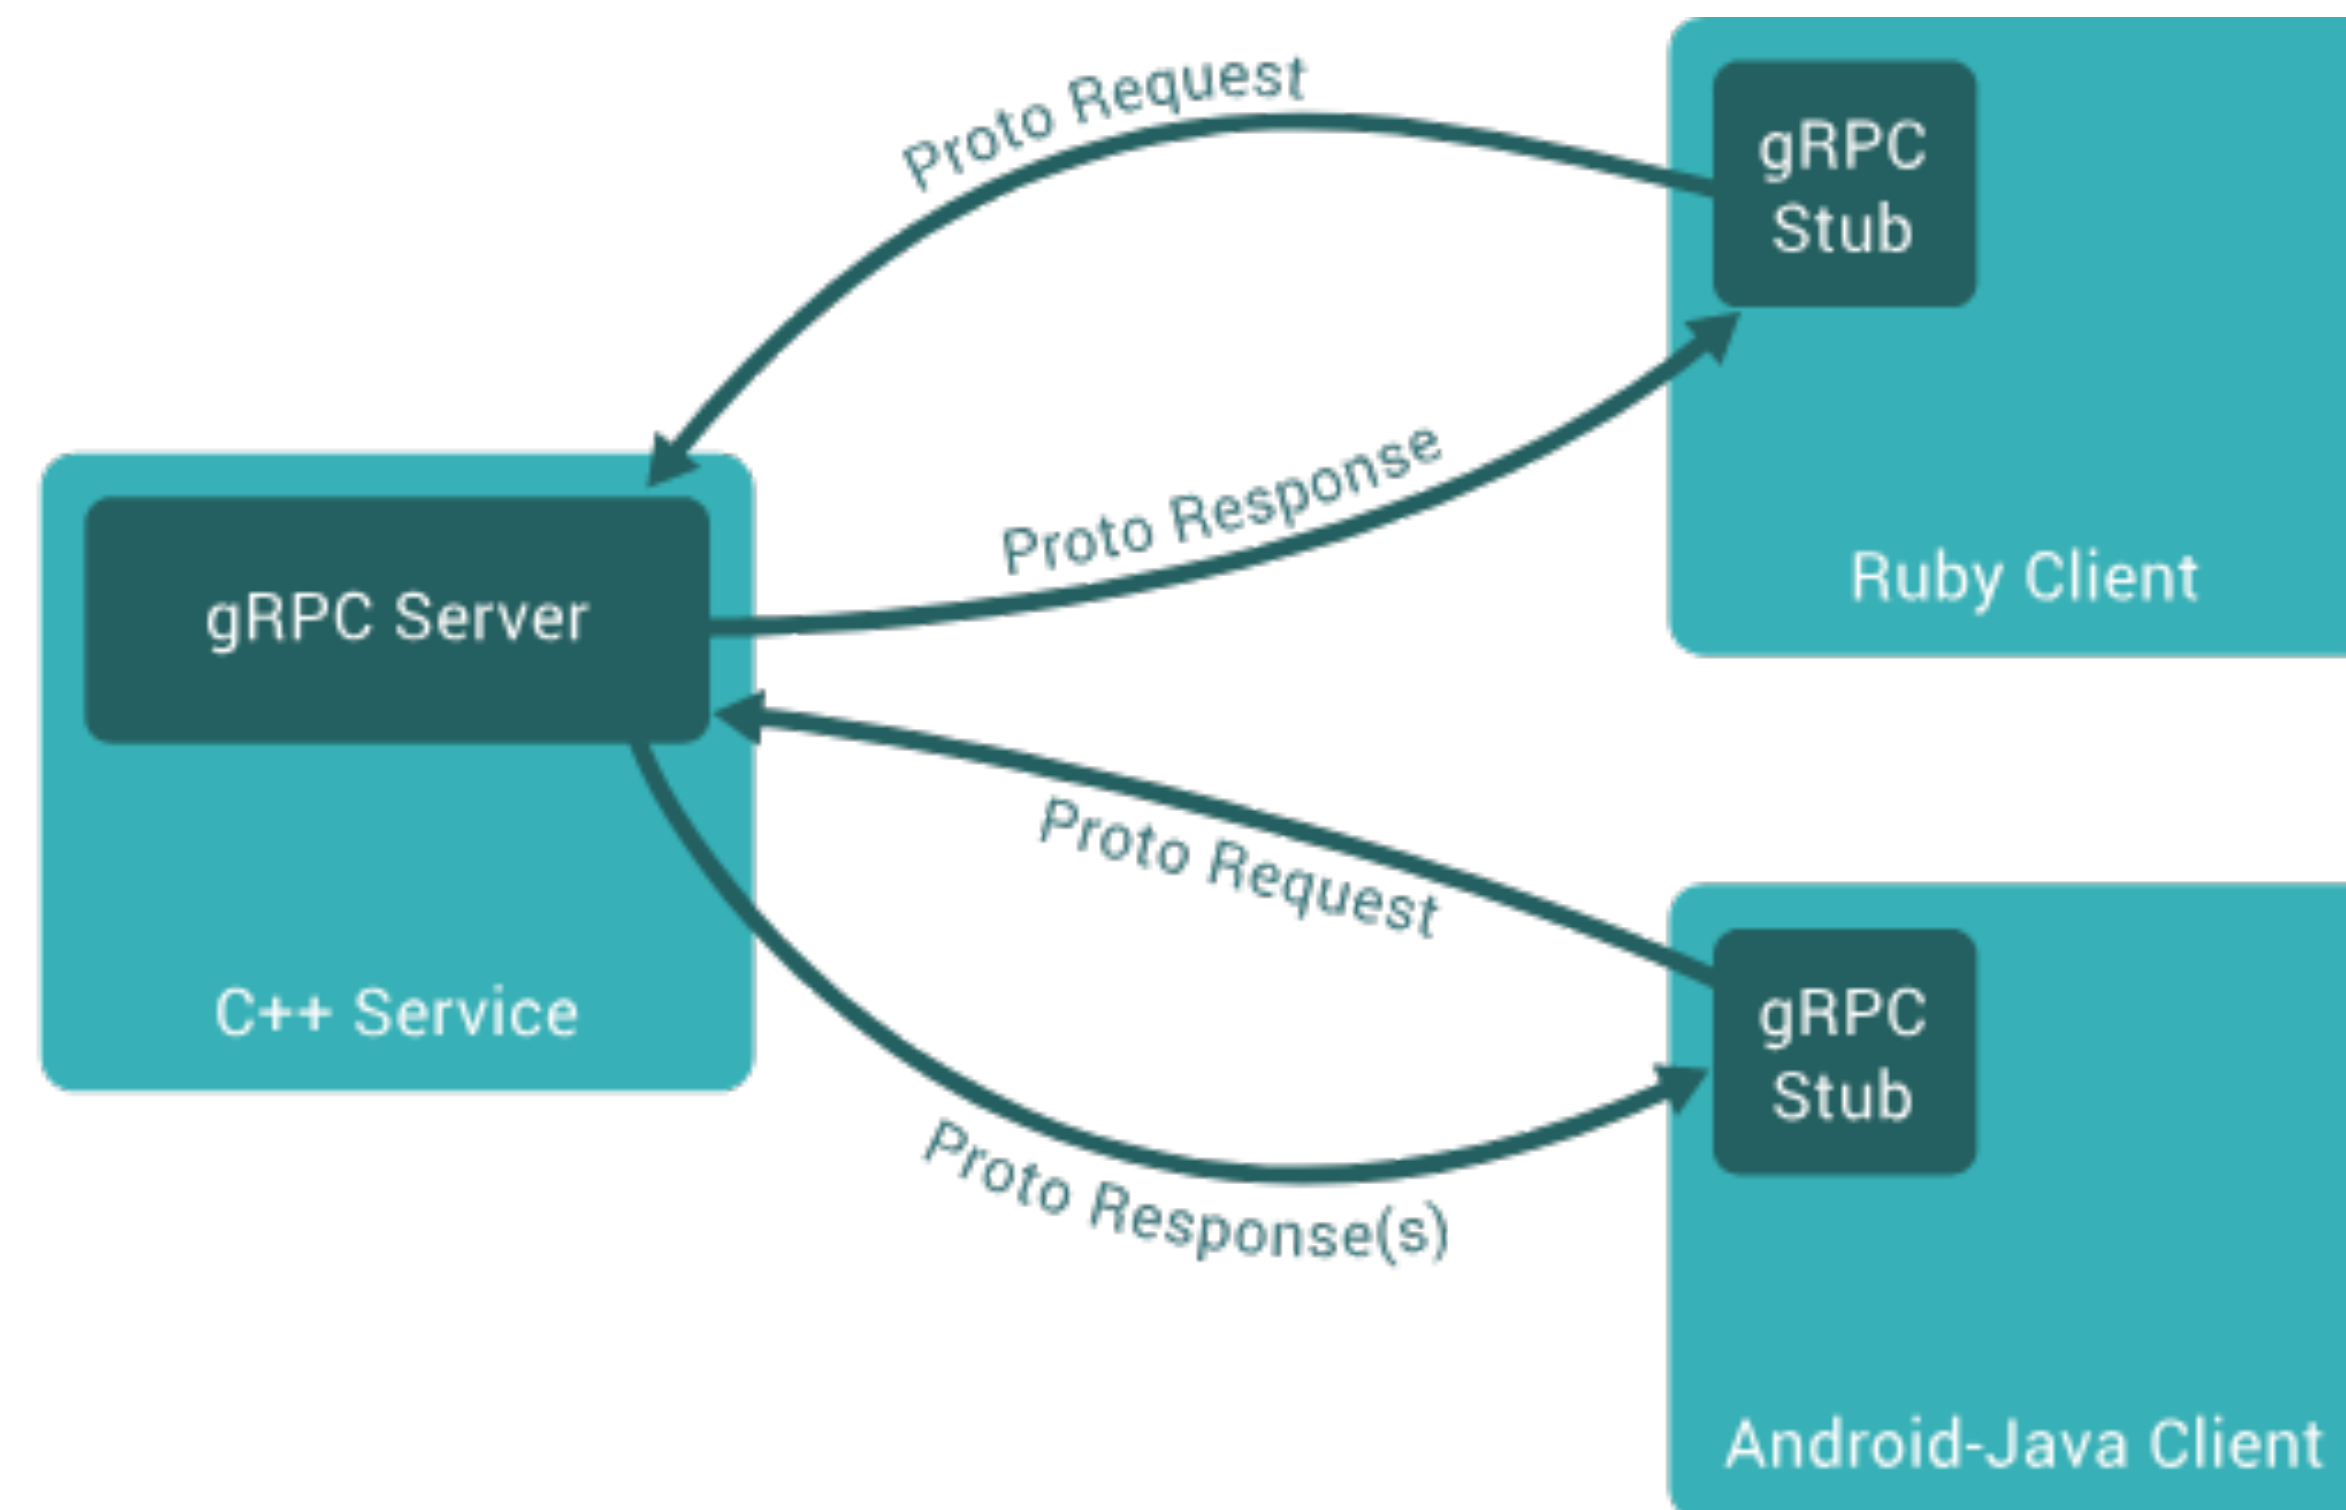 Proto Request
gRPC
Stub
Proto Response
Ruby Client
gRPC Server
C++ Service
Proto Request
gRPC
Stub
Proto Response(s)
Android-Java Client